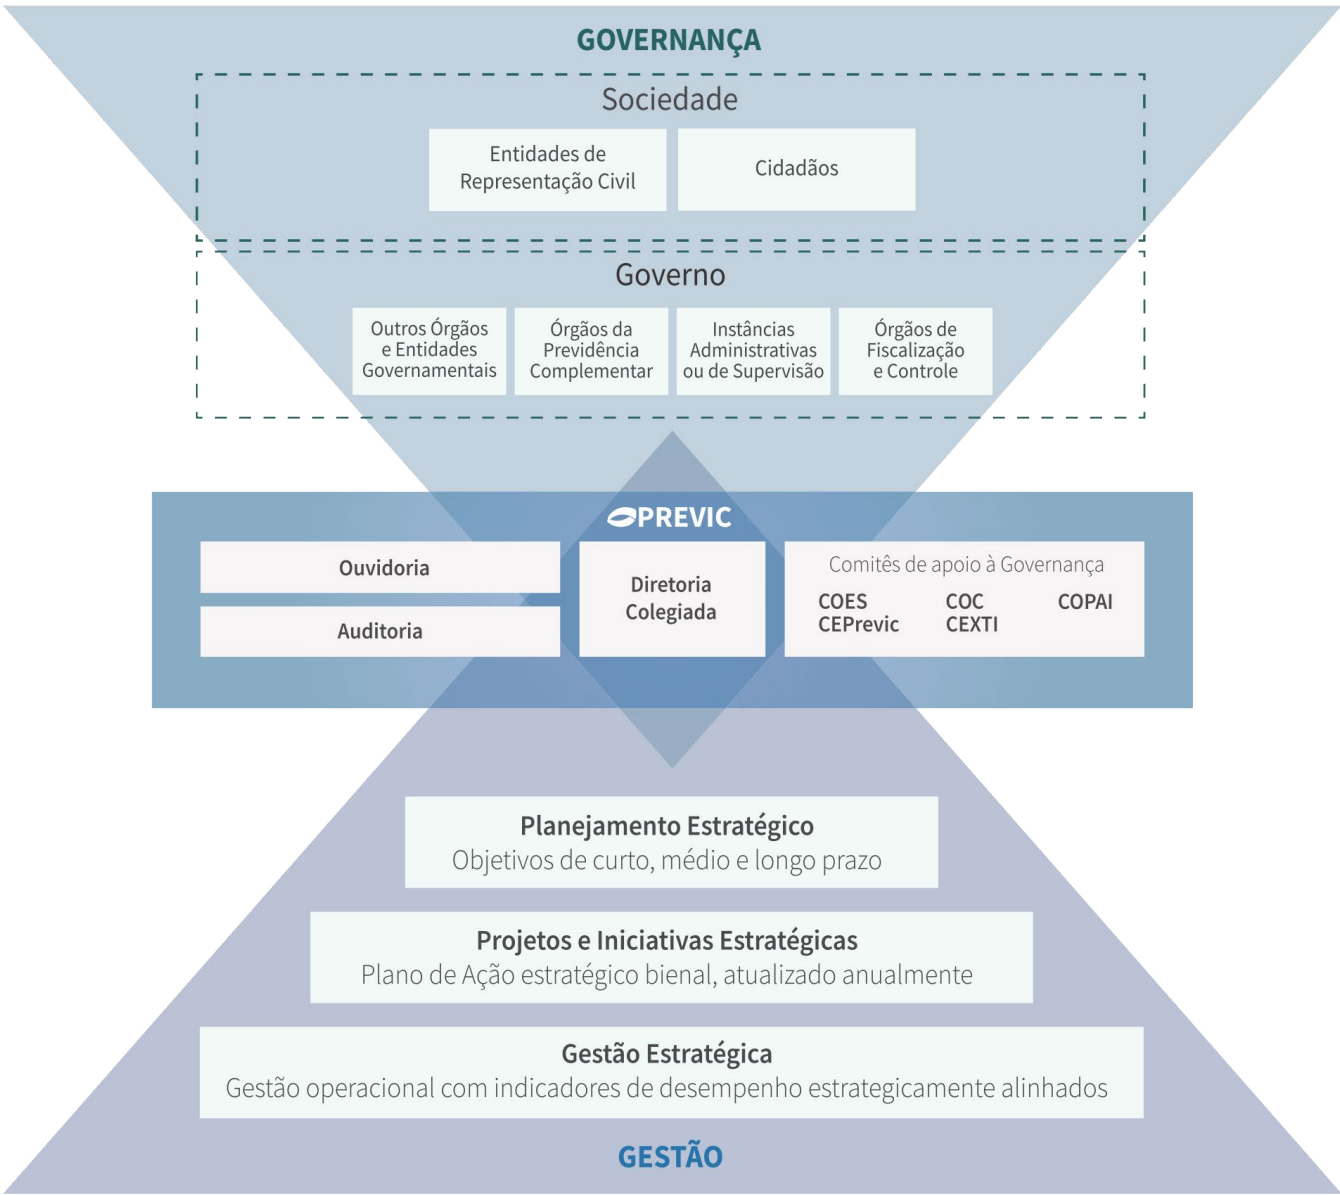 GOVERNANÇA
Sociedade
Entidades de
Representação Civil
Cidadãos
Governo
Outros Órgãos
e Entidades
Governamentais
Órgãos da
Previdência
Complementar
Instâncias
Administrativas
ou de Supervisão
Órgãos de
Fiscalização
e Controle
PREVIC
Ouvidoria
Auditoria
Diretoria
Colegiada
Comitês de apoio à Governança
COES COC COPAI
CEPrevic CEXTI
Planejamento Estratégico
Objetivos de curto, médio e longo prazo
Projetos e Iniciativas Estratégicas
Plano de Ação estratégico bienal, atualizado anualmente
Gestão Estratégica
Gestão operacional com indicadores de desempenho estrategicamente alinhados
GESTÃO